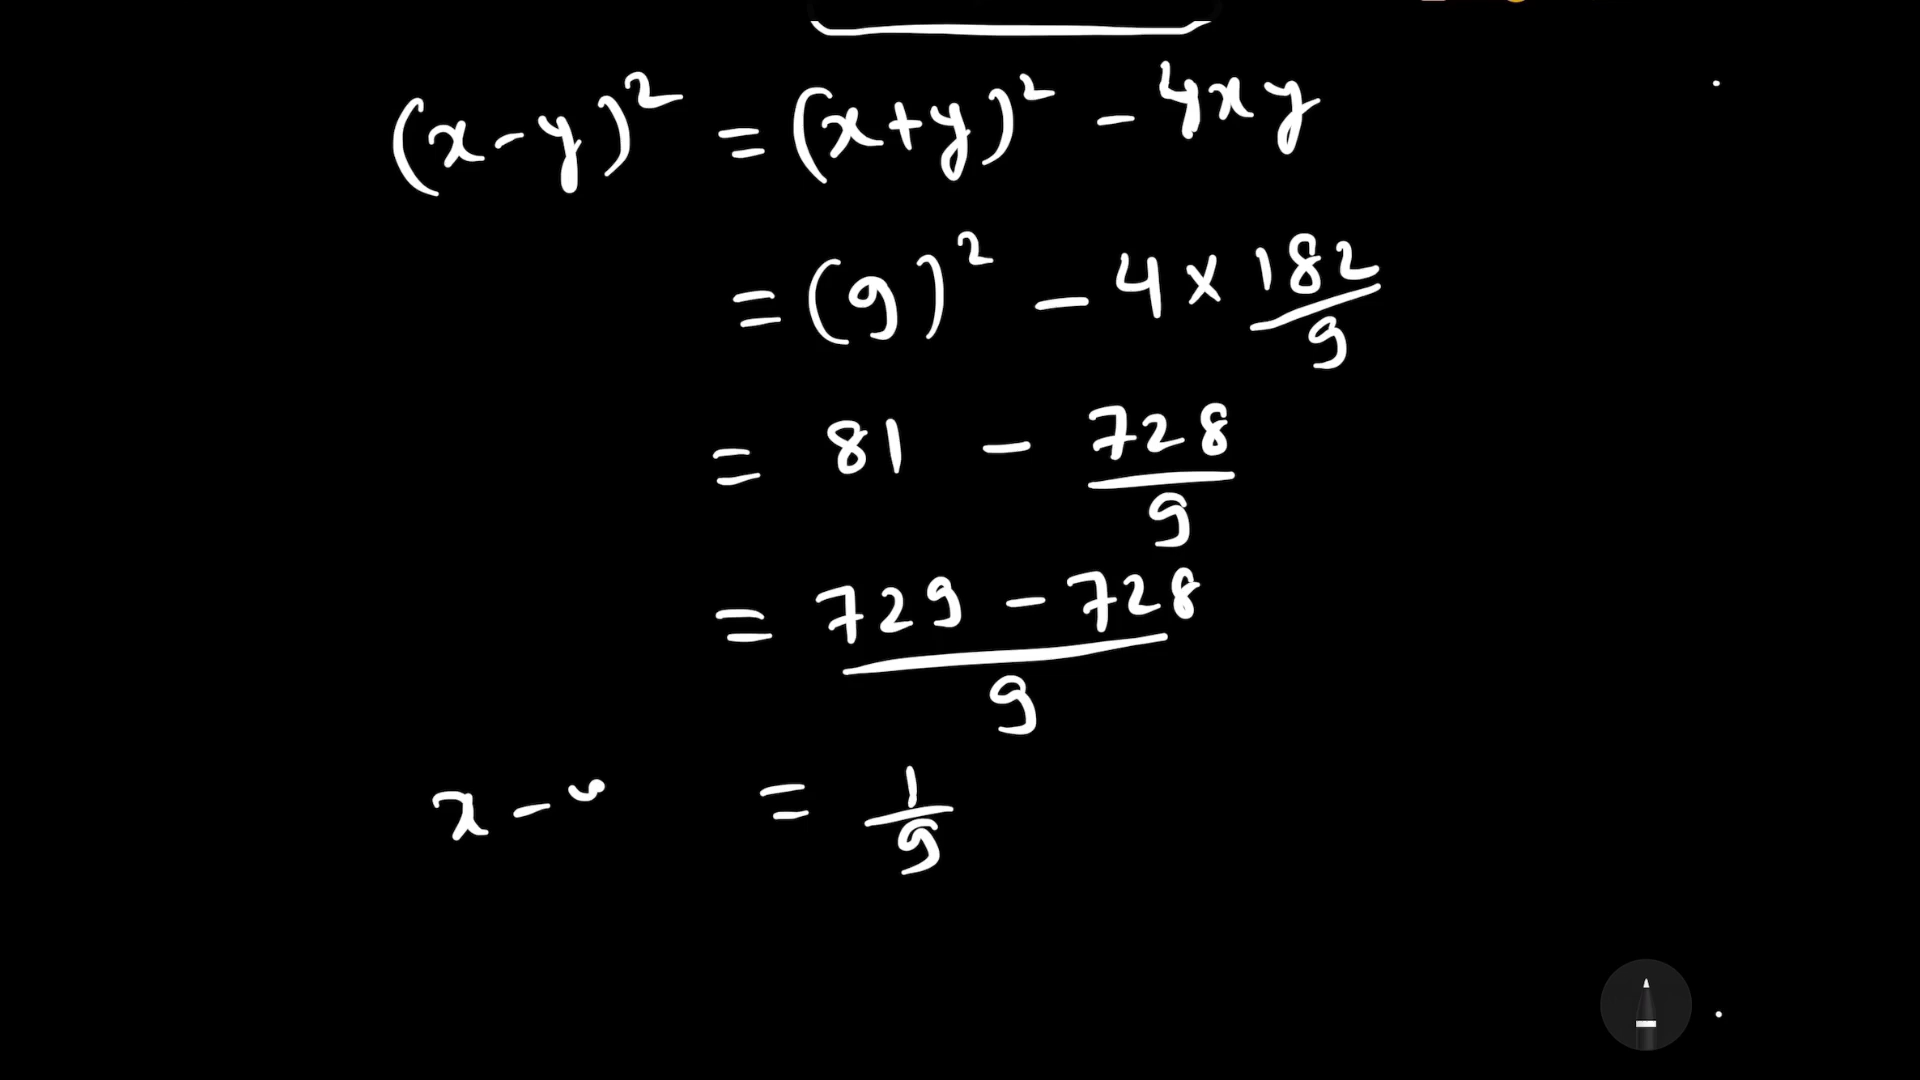 (x-y)² = (x+y)² - 4xy
= (9)² - 4 × 182/9
= 81 - 728/9
= 729 - 728/9
x - = 1/9